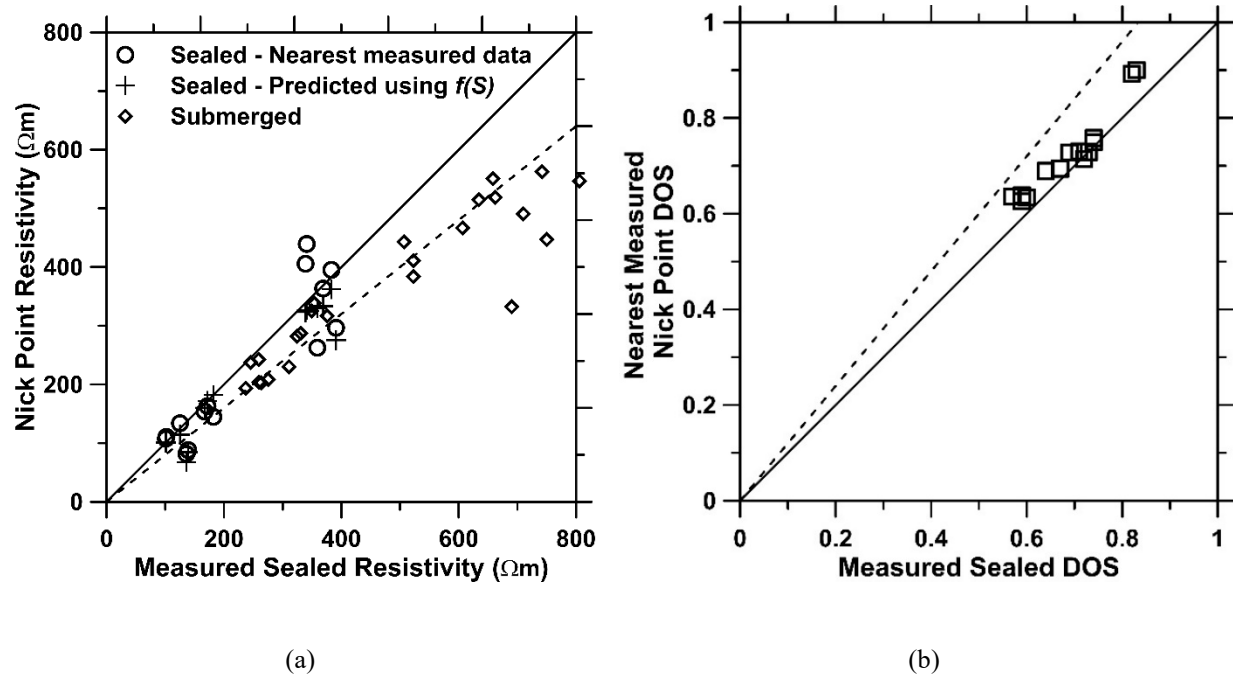 800
600
400
200
0
0
200
400
600
800
Nick Point Resistivity (Ωm)
Measured Sealed Resistivity (Ωm)
Sealed - Nearest measured data
Sealed - Predicted using f(S)
Submerged
(a)
1
0.8
0.6
0.4
0.2
0
0
0.2
0.4
0.6
0.8
1
Nearest Measured
Nick Point DOS
Measured Sealed DOS
(b)